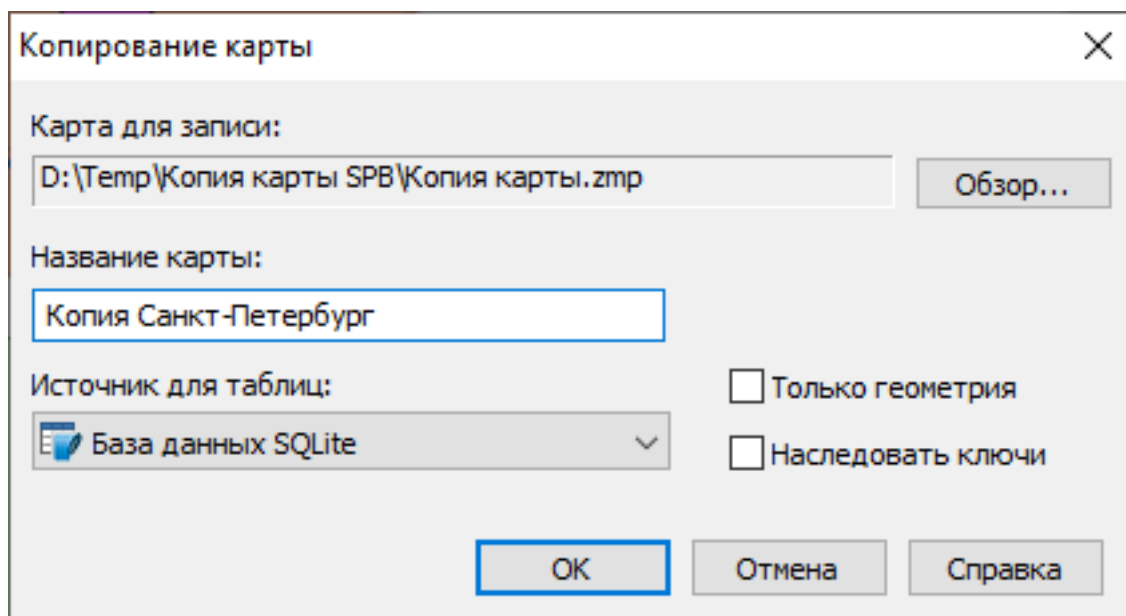 Копирование карты
Карта для записи:
D:\Temp\Копия карты SPB\Копия карты.zmp
Обзор...
Название карты:
Копия Санкт-Петербург
Источник для таблиц:
Только геометрия
База данных SQLite
Наследовать ключи
ОК
Отмена
Справка